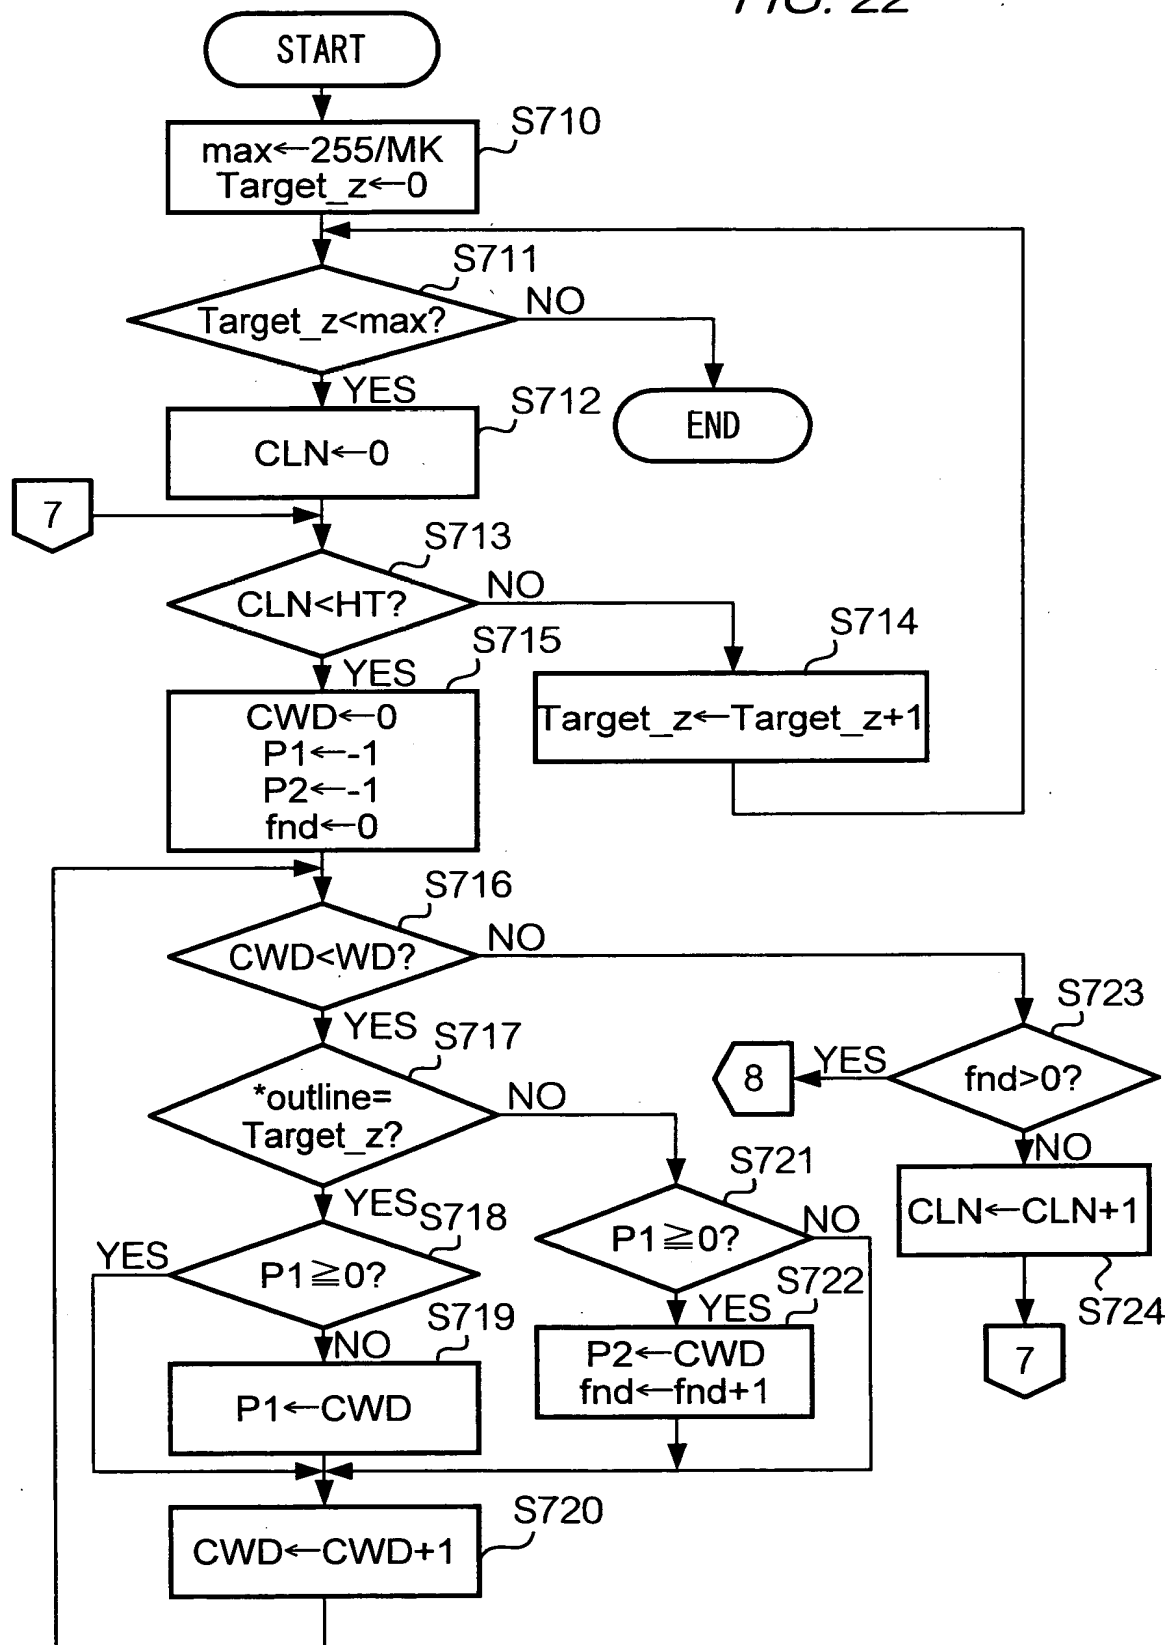 FIG. 22
START
S710
max←255/MK
Target_z←0
S711
Target_z<max?
NO
YES
S712
CLN←0
END
7
S713
CLN<HT?
NO
S714
YES
S715
CWD←0
P1←-1
P2←-1
fnd←0
Target_z←Target_z+1
S716
CWD<WD?
NO
YES
S717
S723
fnd>0?
YES
8
*outline=
Target_z?
NO
NO
S721
CLN←CLN+1
S724
7
YES
S718
P1≧0?
YES
P1≧0?
NO
YES
S722
NO
S719
P2←CWD
fnd←fnd+1
P1←CWD
S720
CWD←CWD+1